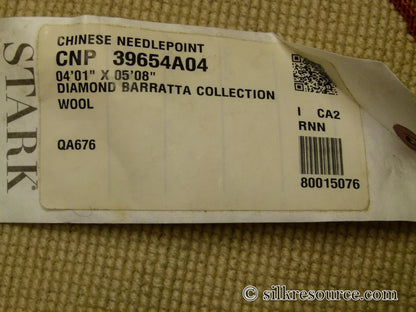 STARK
CHINESE NEEDLEPOINT
CNP 39654A04
04'01" X 05'08"
DIAMOND BARRATTA COLLECTION
WOOL
QA676
I CA2
RNN
80015076
© silkresource.com ©